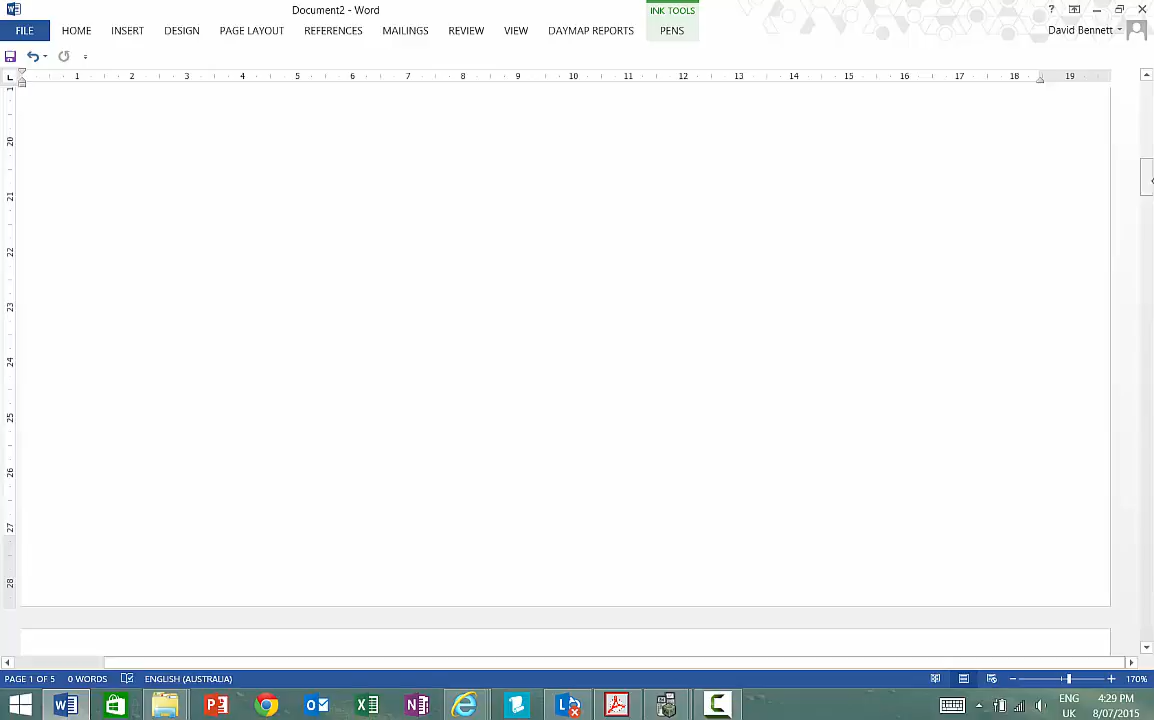 Document2 - Word
INK TOOLS
?
FILE
HOME
INSERT
DESIGN
PAGE LAYOUT
REFERENCES
MAILINGS
REVIEW
VIEW
DAYMAP REPORTS
PENS
David Bennett
1 2 3 4 5 6 7 8 9 10 11 12 13 14 15 16 17 18 19
20
21
22
23
24
25
26
27
28
PAGE 1 OF 5
0 WORDS
ENGLISH (AUSTRALIA)
170%
ENG
UK
4:29 PM
8/07/2015